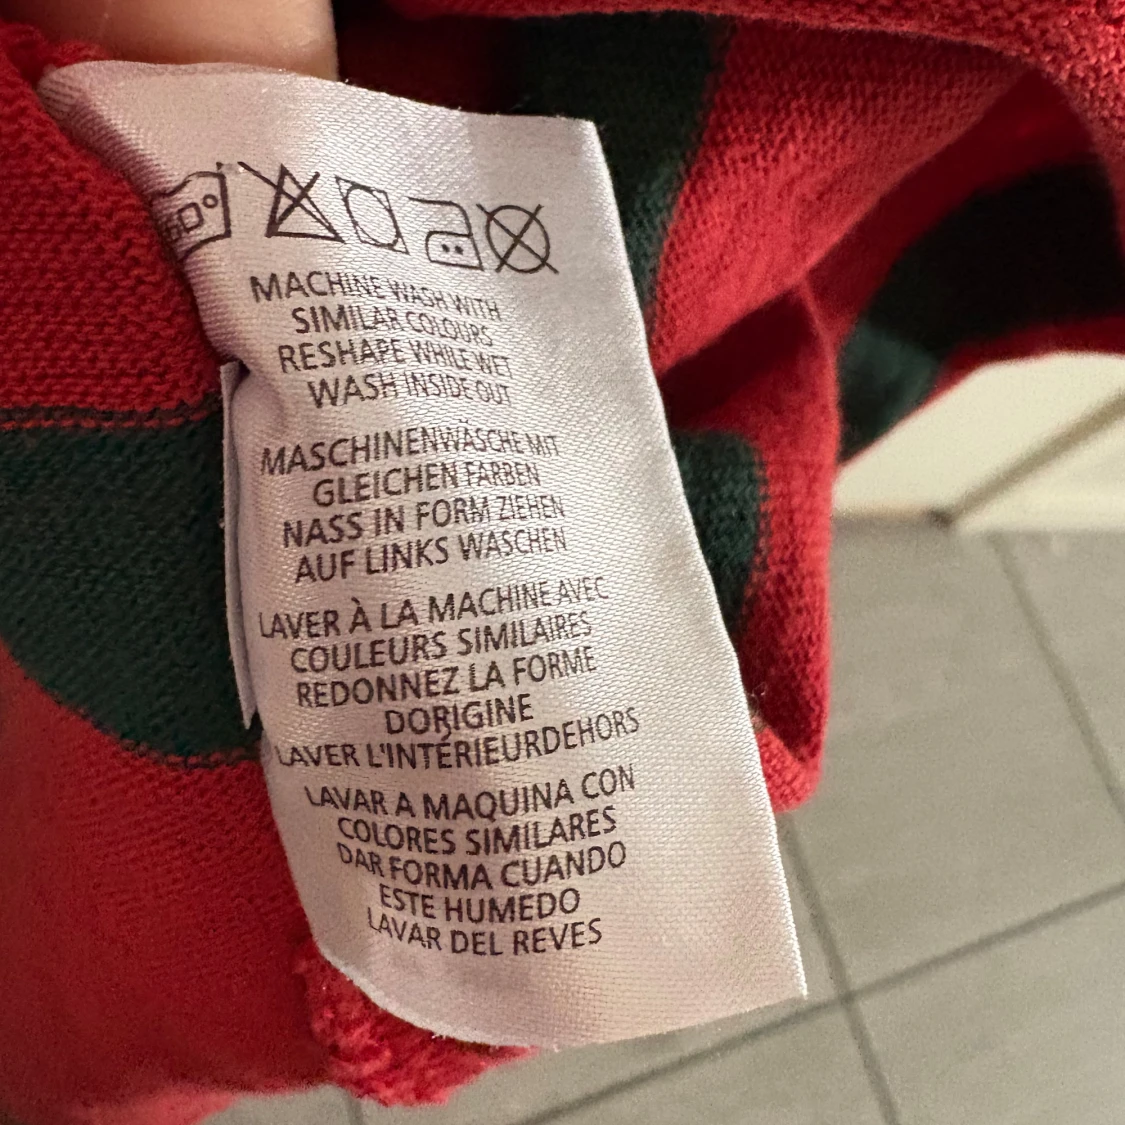 MACHINE WASH WITH
SIMILAR COLOURS
RESHAPE WHILE WET
WASH INSIDE OUT
MASCHINENWÄSCHE MIT
GLEICHEN FARBEN
NASS IN FORM ZIEHEN
AUF LINKS WASCHEN
LAVER À LA MACHINE AVEC
COULEURS SIMILAIRES
REDONNEZ LA FORME
DORIGINE
LAVER L'INTÉRIEURDEHORS
LAVAR A MAQUINA CON
COLORES SIMILARES
DAR FORMA CUANDO
ESTE HUMEDO
LAVAR DEL REVES